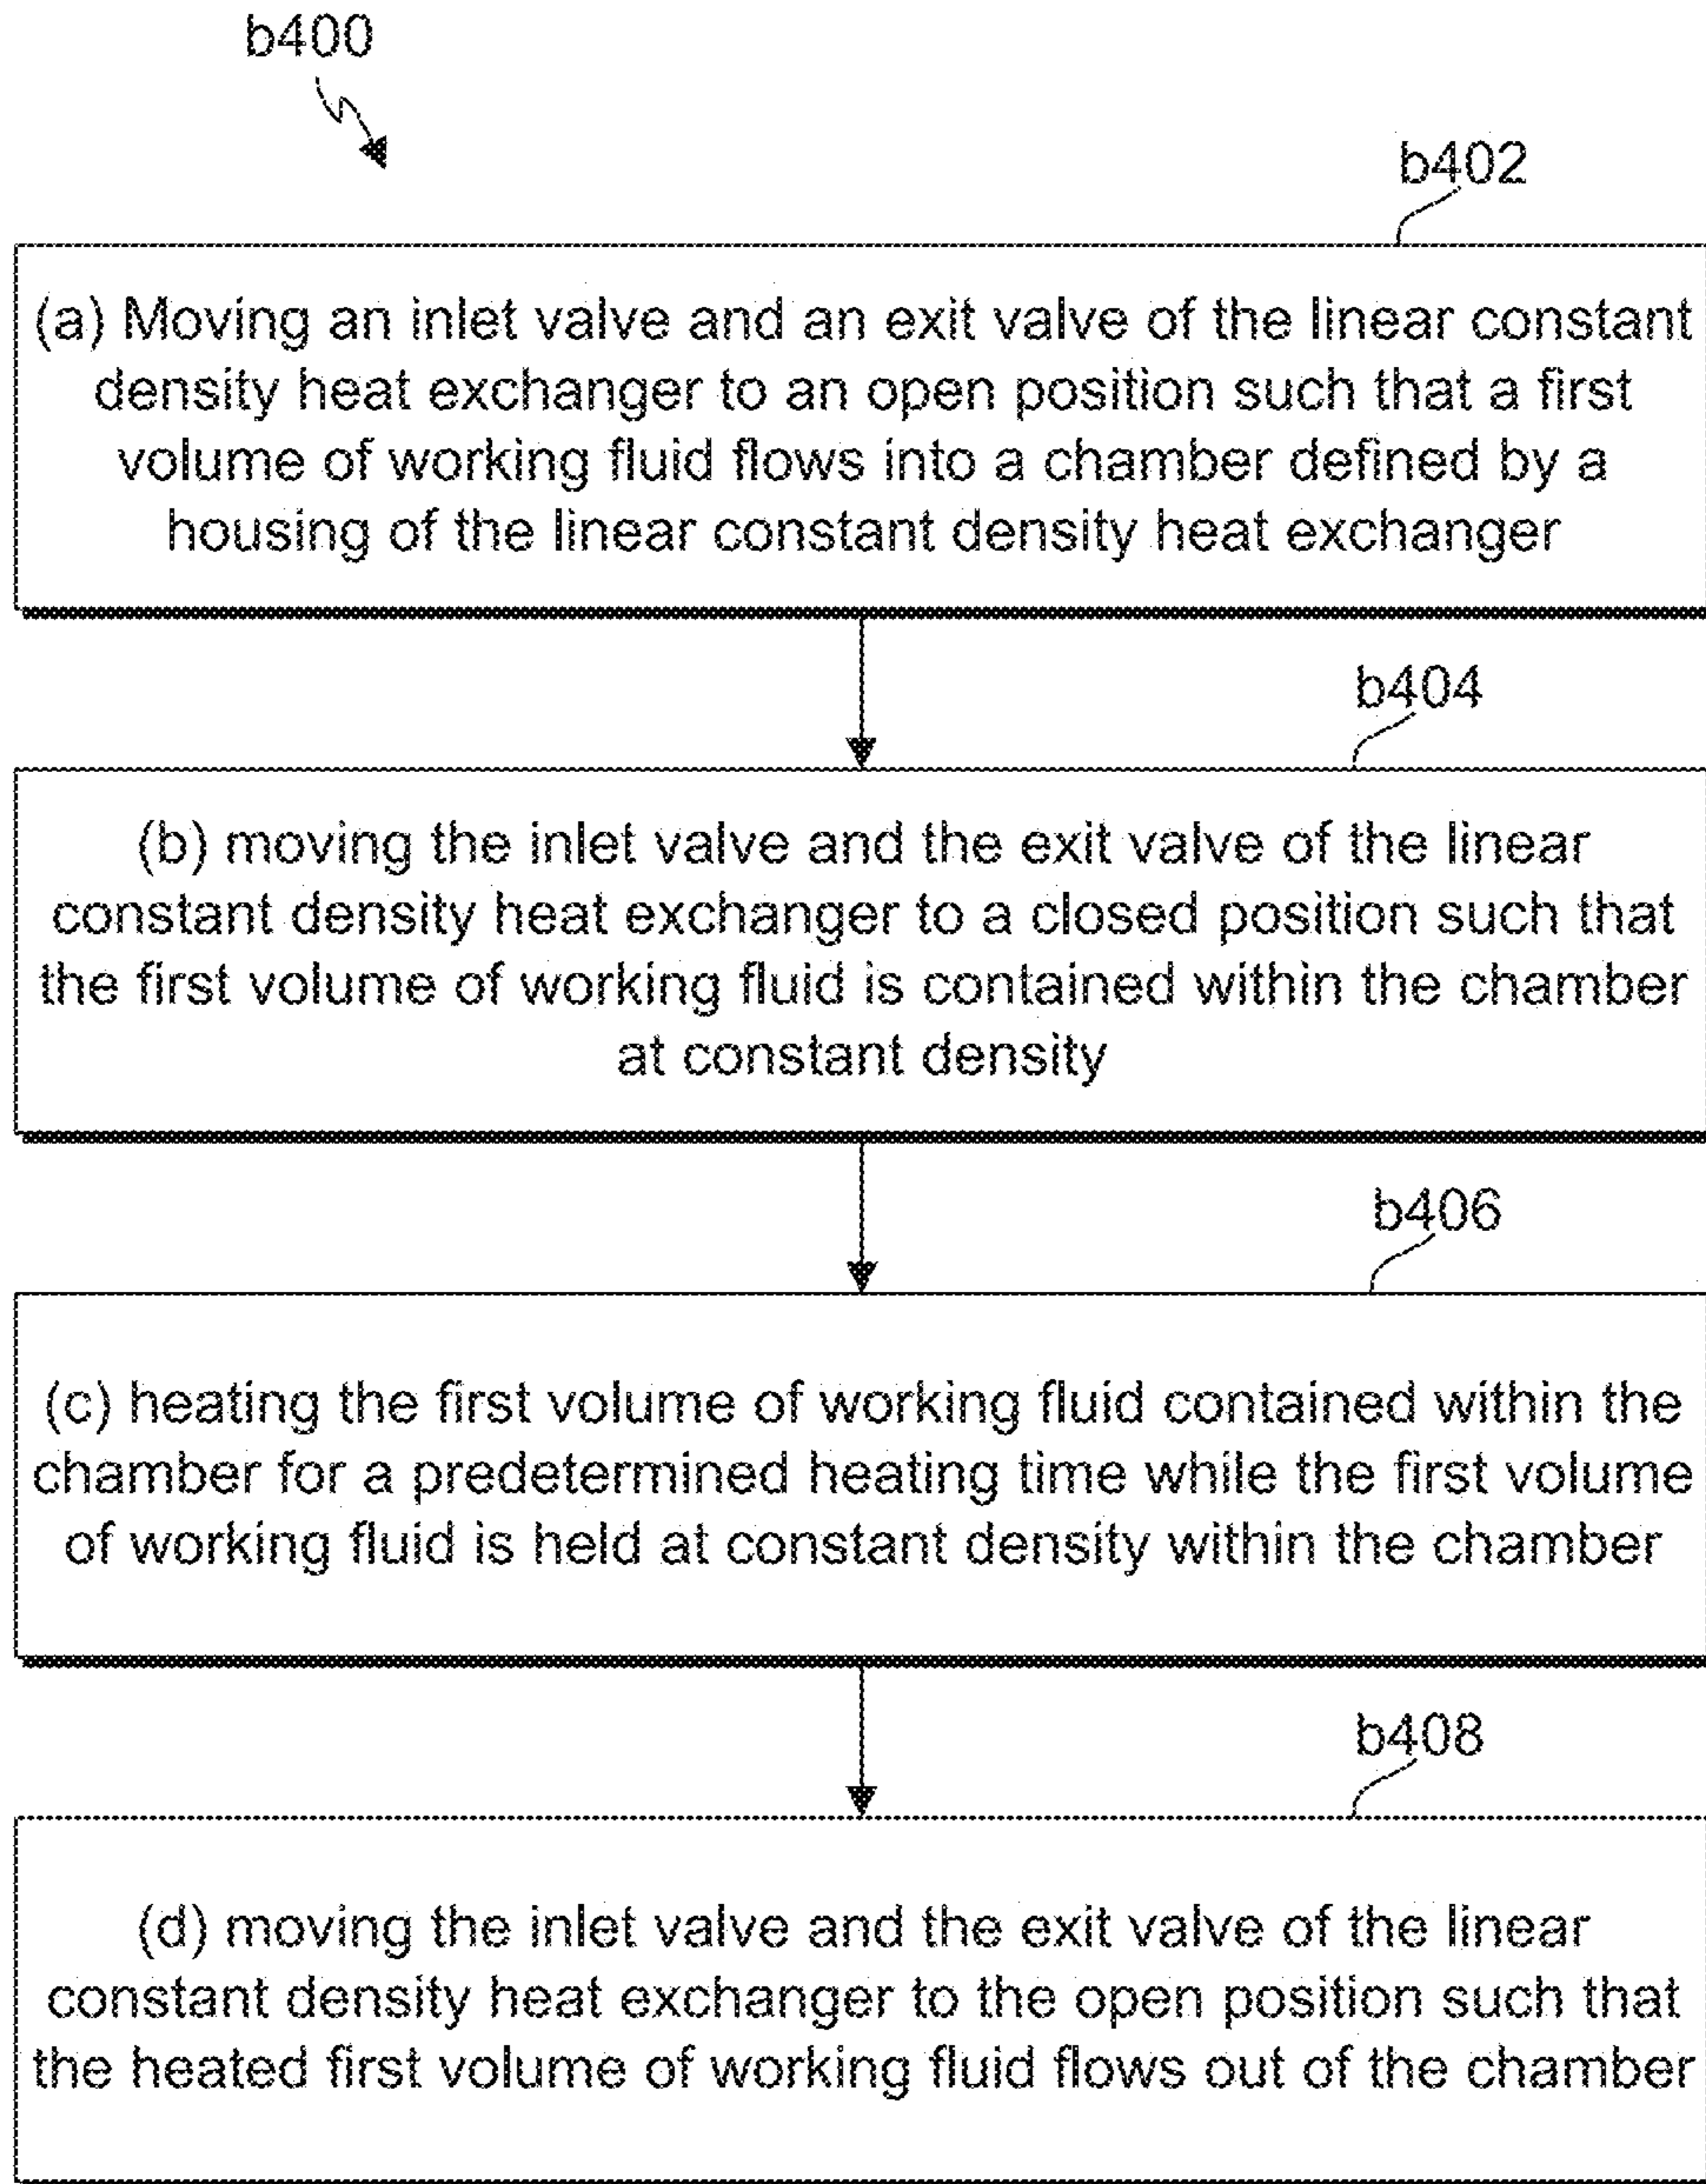 b400
b402
(a) Moving an inlet valve and an exit valve of the linear constant
density heat exchanger to an open position such that a first
volume of working fluid flows into a chamber defined by a
housing of the linear constant density heat exchanger
b404
(b) moving the inlet valve and the exit valve of the linear
constant density heat exchanger to a closed position such that
the first volume of working fluid is contained within the chamber
at constant density
b406
(c) heating the first volume of working fluid contained within the
chamber for a predetermined heating time while the first volume
of working fluid is held at constant density within the chamber
b408
(d) moving the inlet valve and the exit valve of the linear
constant density heat exchanger to the open position such that
the heated first volume of working fluid flows out of the chamber